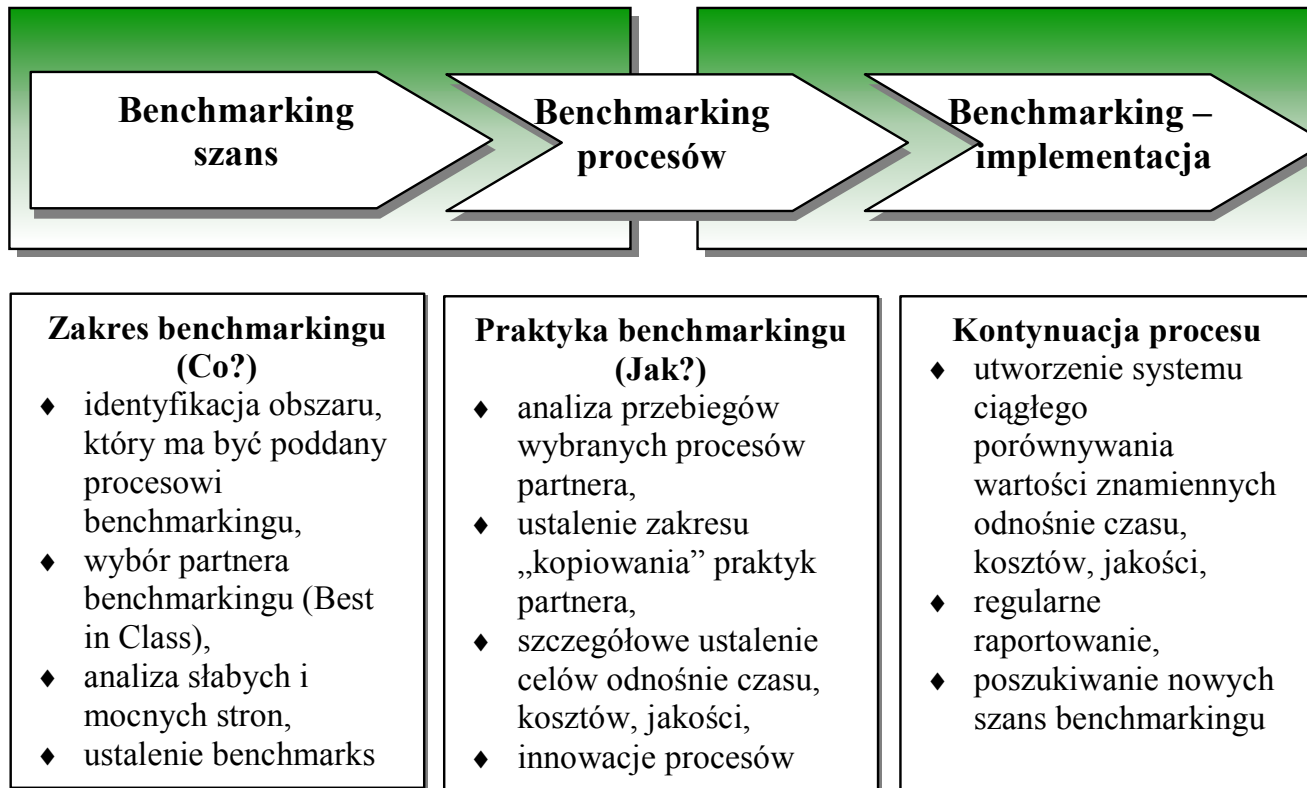 Benchmarking
szans
Benchmarking
procesów
Benchmarking –
implementacja
Zakres benchmarkingu
(Co?)
♦ identyfikacja obszaru,
który ma być poddany
procesowi
benchmarkingu,
♦ wybór partnera
benchmarkingu (Best
in Class),
♦ analiza słabych i
mocnych stron,
♦ ustalenie benchmarks
Praktyka benchmarkingu
(Jak?)
♦ analiza przebiegów
wybranych procesów
partnera,
♦ ustalenie zakresu
„kopiowania” praktyk
partnera,
♦ szczegółowe ustalenie
celów odnośnie czasu,
kosztów, jakości,
♦ innowacje procesów
Kontynuacja procesu
♦ utworzenie systemu
ciągłego
porównywania
wartości znamiennych
odnośnie czasu,
kosztów, jakości,
♦ regularne
raportowanie,
♦ poszukiwanie nowych
szans benchmarkingu